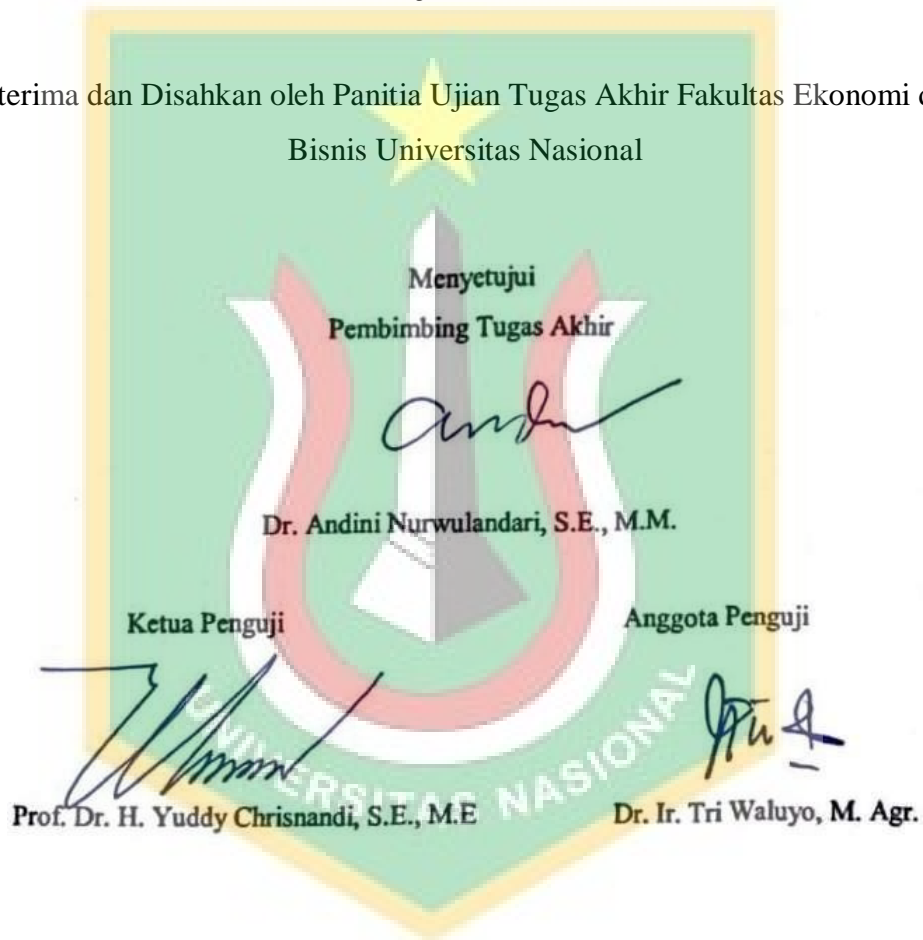 terima dan Disahkan oleh Panitia Ujian Tugas Akhir Fakultas Ekonomi
Bisnis Universitas Nasional
Menyetujui
Pembimbing Tugas Akhir
Dr. Andini Nurwulandari, S.E., M.M.
Ketua Penguji
Anggota Penguji
UNIVERSITAS NASIONAL
Prof. Dr. H. Yuddy Chrisnandi, S.E., M.E
Dr. Ir. Tri Waluyo, M. Agr.